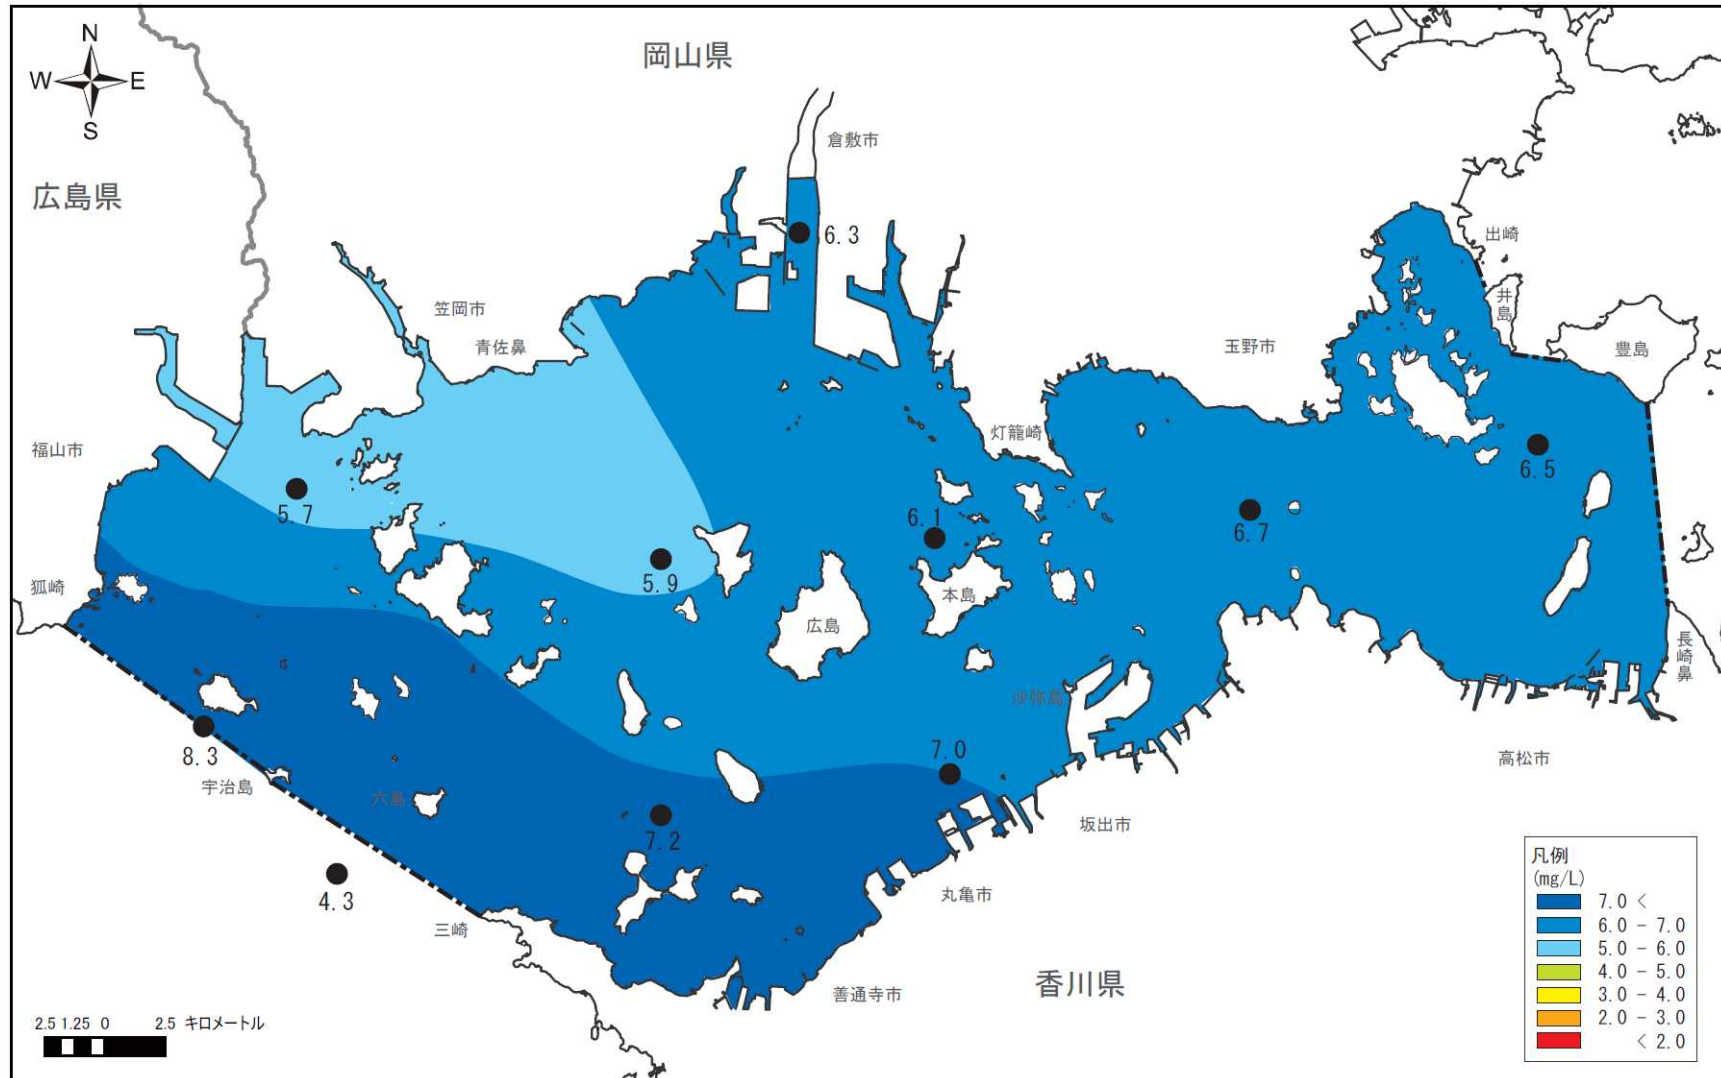 N
岡山県
W
E
S
倉敷市
広島県
6.3
出崎
井島
笠岡市
青佐鼻
玉野市
豊島
灯籠崎
福山市
6.5
5.7
6.1
6.7
5.9
狐崎
本島
広島
長崎鼻
沙弥島
8.3
7.0
高松市
宇治島
六島
7.2
坂出市
4.3
丸亀市
三崎
善通寺市
香川県
凡例
(mg/L)
7.0 <
6.0 - 7.0
5.0 - 6.0
4.0 - 5.0
3.0 - 4.0
2.0 - 3.0
< 2.0
2.5 1.25 0 2.5 キロメートル